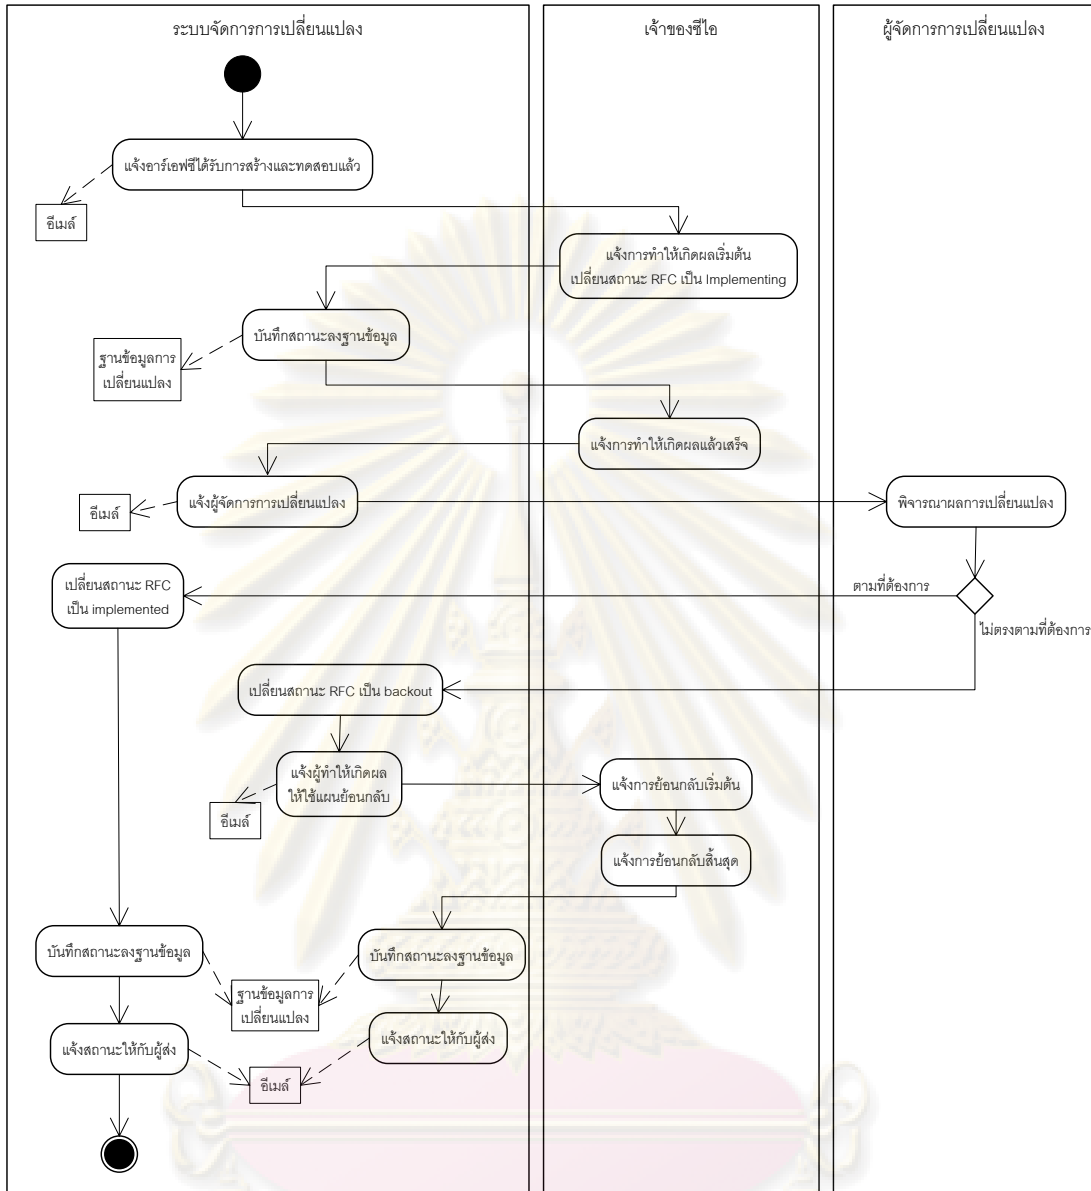 ระบบจัดการการเปลี่ยนแปลง
เจ้าของซีไอ
ผู้จัดการการเปลี่ยนแปลง
แจ้งอาร์เอฟซีได้รับการสร้างและทดสอบแล้ว
อีเมล์
แจ้งการทำให้เกิดผลเริ่มต้น
เปลี่ยนสถานะ RFC เป็น Implementing
บันทึกสถานะลงฐานข้อมูล
ฐานข้อมูลการ
เปลี่ยนแปลง
แจ้งการทำให้เกิดผลแล้วเสร็จ
แจ้งผู้จัดการการเปลี่ยนแปลง
อีเมล์
พิจารณาผลการเปลี่ยนแปลง
เปลี่ยนสถานะ RFC
เป็น implemented
ตามที่ต้องการ
ไม่ตรงตามที่ต้องการ
เปลี่ยนสถานะ RFC เป็น backout
แจ้งผู้ทำให้เกิดผล
ให้ใช้แผนย้อนกลับ
อีเมล์
แจ้งการย้อนกลับเริ่มต้น
แจ้งการย้อนกลับสิ้นสุด
บันทึกสถานะลงฐานข้อมูล
บันทึกสถานะลงฐานข้อมูล
ฐานข้อมูลการ
เปลี่ยนแปลง
แจ้งสถานะให้กับผู้ส่ง
แจ้งสถานะให้กับผู้ส่ง
อีเมล์